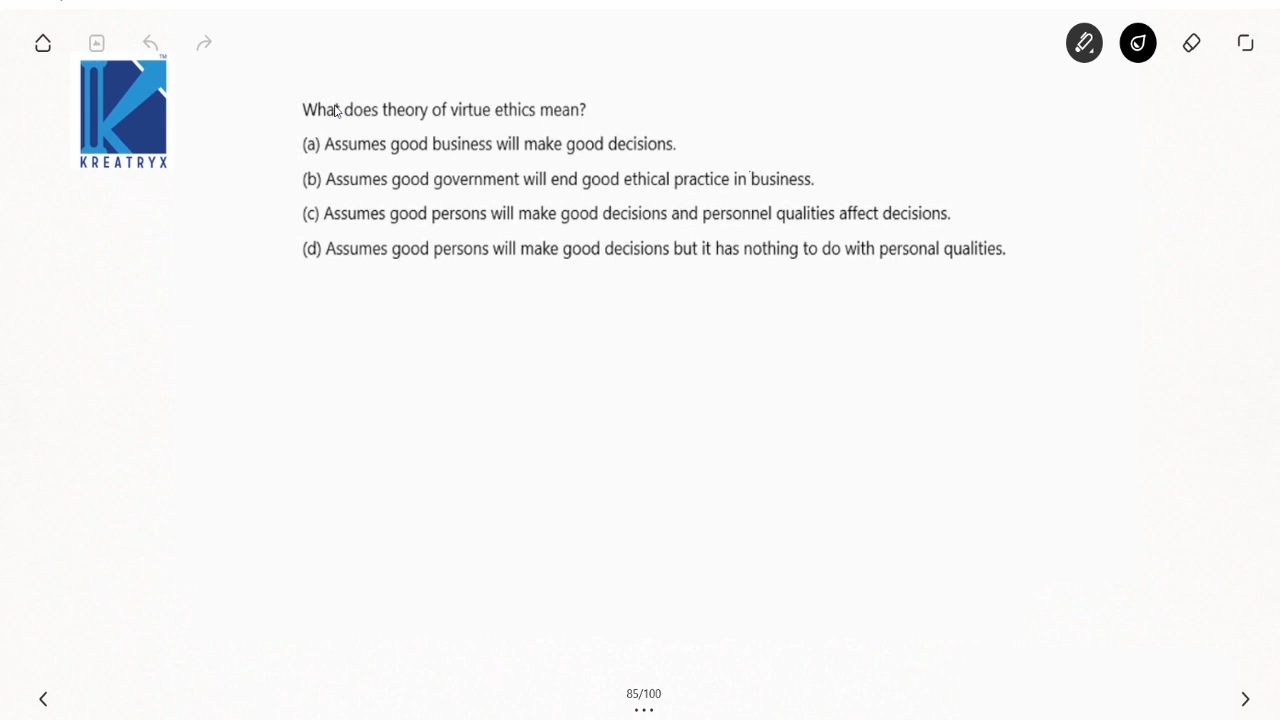 ™
KREATRYX
What does theory of virtue ethics mean?
(a) Assumes good business will make good decisions.
(b) Assumes good government will end good ethical practice in business.
(c) Assumes good persons will make good decisions and personnel qualities affect decisions.
(d) Assumes good persons will make good decisions but it has nothing to do with personal qualities.
85/100